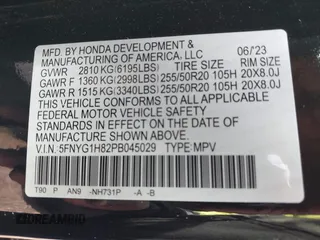 MFD. BY HONDA DEVELOPMENT &
MANUFACTURING OF AMERICA, LLC 06/'23
GVWR 2810 KG(6195LBS) TIRE SIZE RIM SIZE
GAWR F 1360 KG(2998LBS) 255/50R20 105H 20X8.0J
GAWR R 1515 KG(3340LBS) 255/50R20 105H 20X8.0J
THIS VEHICLE CONFORMS TO ALL APPLICABLE
FEDERAL MOTOR VEHICLE SAFETY STANDARDS
IN EFFECT ON THE DATE OF MANUFACTURE
SHOWN ABOVE.
V.I.N. 5FNYG1H82PB045029 TYPE:MPV
T90 P AN9 -NH731P -A -B